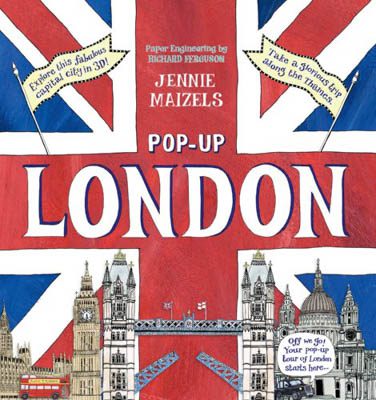 Paper Engineering by
RICHARD FERGUSON
JENNIE
MAIZELS
Explore this fabulous
capital city in 3D!
Take a glorious trip
along the Thames.
POP-UP
LONDON
Off we go!
Your pop-up
tour of London
starts here...